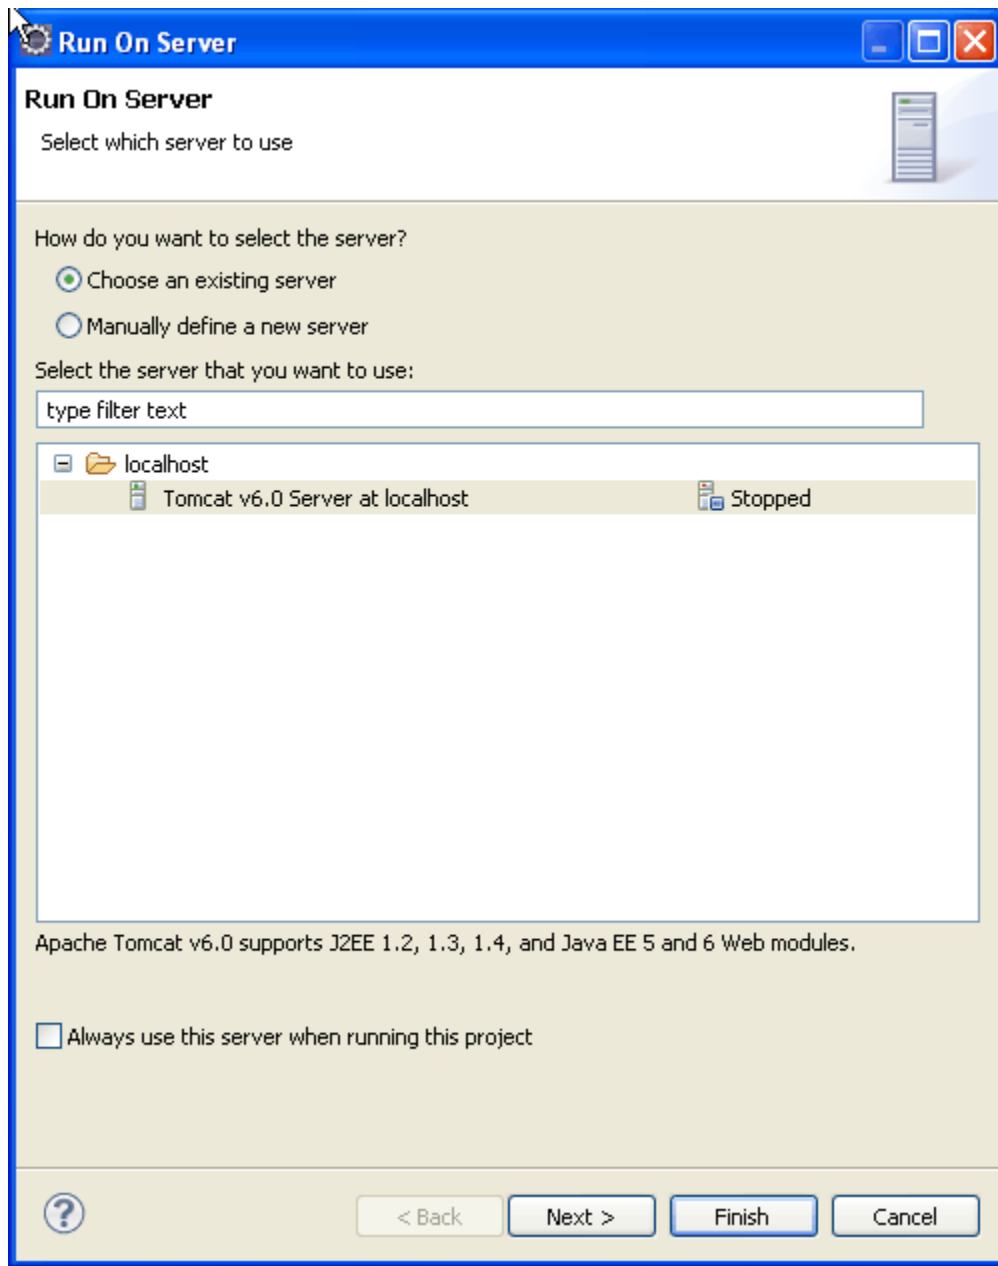 Run On Server
Run On Server
Select which server to use
How do you want to select the server?
Choose an existing server
Manually define a new server
Select the server that you want to use:
type filter text
localhost
Tomcat v6.0 Server at localhost Stopped
Apache Tomcat v6.0 supports J2EE 1.2, 1.3, 1.4, and Java EE 5 and 6 Web modules.
Always use this server when running this project
? < Back Next > Finish Cancel